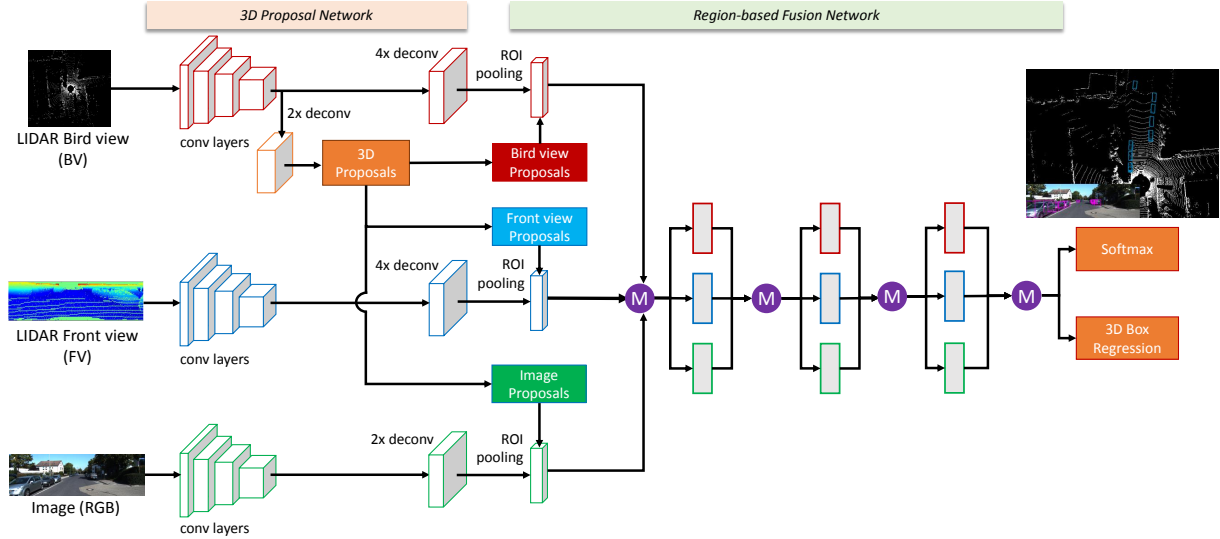 3D Proposal Network
Region-based Fusion Network
4x deconv
ROI
pooling
2x deconv
conv layers
LIDAR Bird view
(BV)
3D
Proposals
Bird view
Proposals
Front view
Proposals
4x deconv
ROI
pooling
conv layers
LIDAR Front view
(FV)
M
M
M
M
Softmax
3D Box
Regression
Image
Proposals
2x deconv
ROI
pooling
conv layers
Image (RGB)